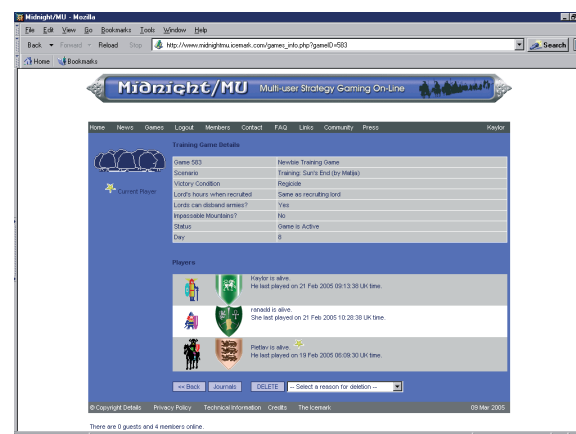 Midnight/MU - Mozilla
File Edit View Go Bookmarks Tools Window Help
Back Forward Reload Stop http://www.midnightmu.icemark.com/games_info.php?gameID=583 Search
Home Bookmarks
Midnight/MU Multi-user Strategy Gaming On-Line
Home News Games Logout Members Contact FAQ Links Community Press Kaylor
Training Game Details
Game 583 Newbie Training Game
Scenario Training: Sun's End (by Matija)
Victory Condition Regicide
Lord's hours when recruited Same as recruiting lord
Lords can disband armies? Yes
Impassable Mountains? No
Status Game is Active
Day 6
Current Player
Players
Kaylor is alive.
He last played on 21 Feb 2005 09:13:38 UK time.
ranadd is alive.
She last played on 21 Feb 2005 10:28:38 UK time.
is alive.
He last played on 19 Feb 2005 06:09:30 UK time.
<< Back Journals DELETE -- Select a reason for deletion --
© Copyright Details Privacy Policy Technical Information Credits The Icemark 09 Mar 2005
There are 0 guests and 4 members online.